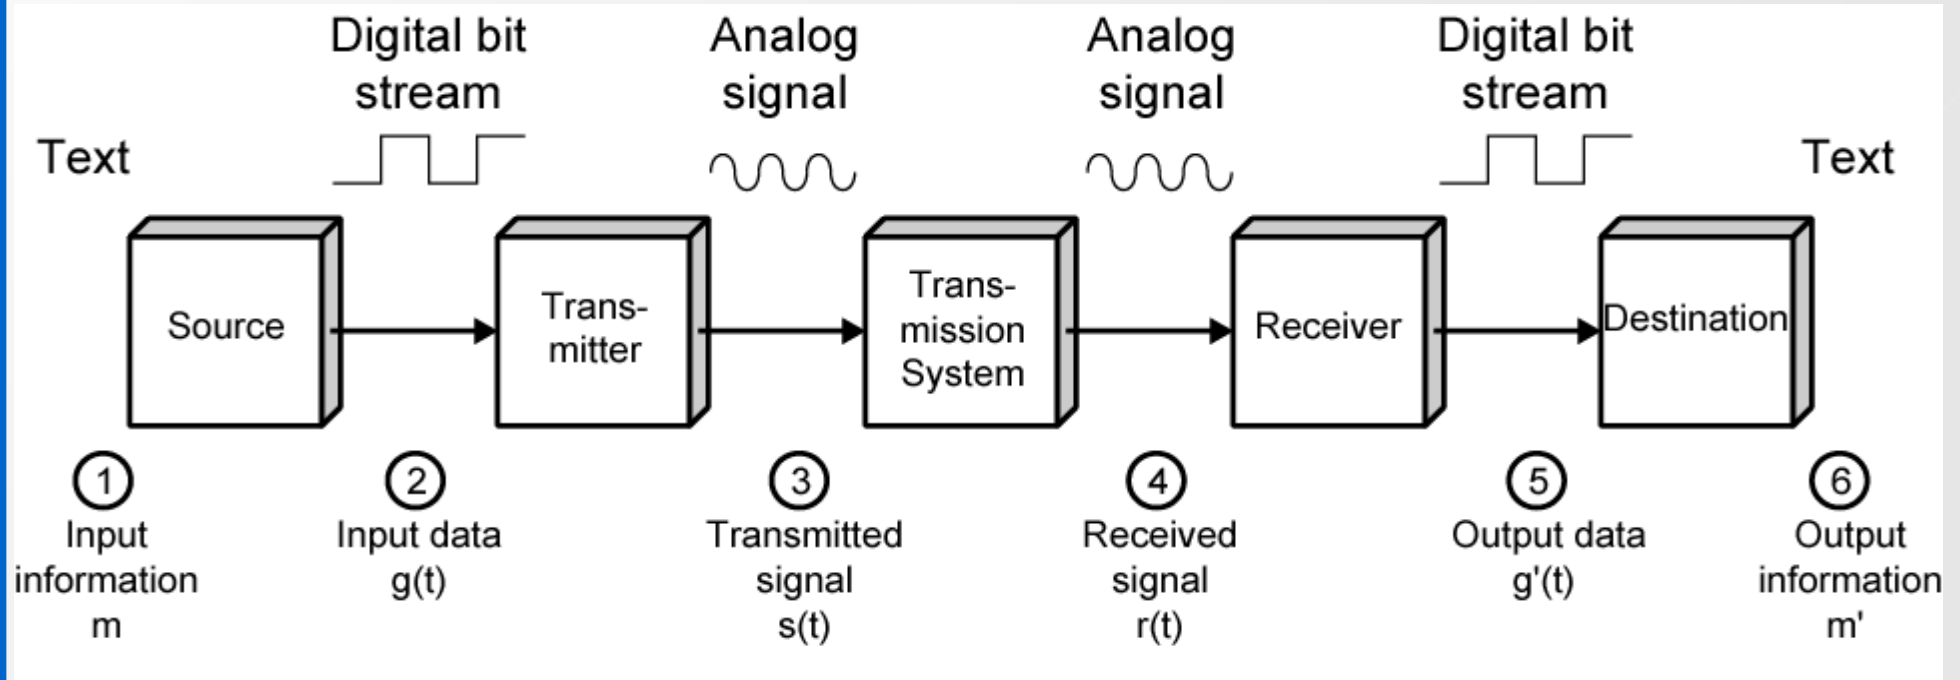 Digital bit
stream
Analog
signal
Analog
signal
Digital bit
stream
Text
Text
Source
Trans-
mitter
Trans-
mission
System
Receiver
Destination
1
Input
information
m
2
Input data
g(t)
3
Transmitted
signal
s(t)
4
Received
signal
r(t)
5
Output data
g'(t)
6
Output
information
m'